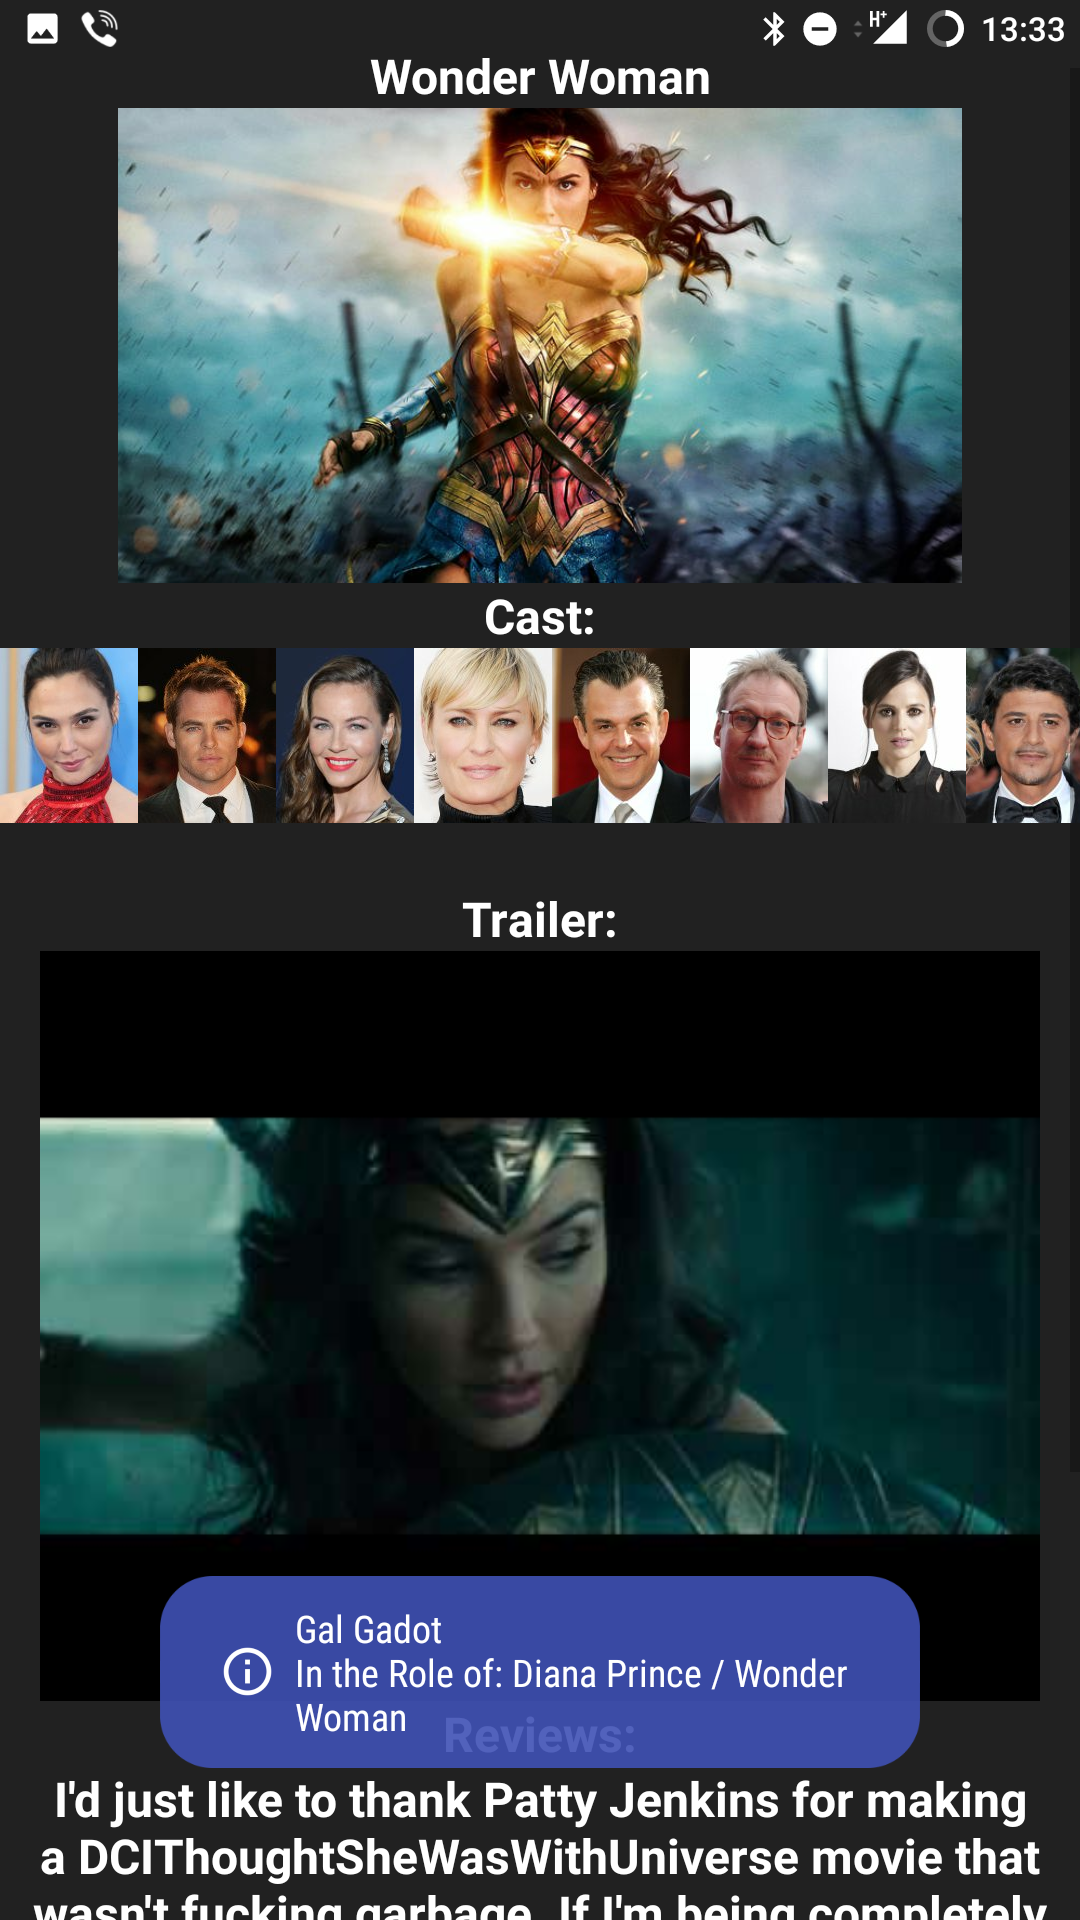 H+ 13:33
Wonder Woman
Cast:
Trailer:
Gal Gadot
In the Role of: Diana Prince / Wonder
Woman
Reviews:
I'd just like to thank Patty Jenkins for making
a DCIThoughtSheWasWithUniverse movie that
wasn't fucking garbage. If I'm being completely